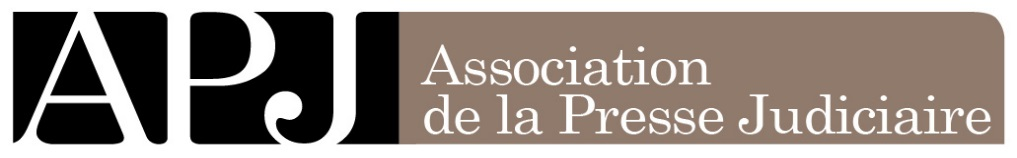 APJ
Association
de la Presse Judiciaire